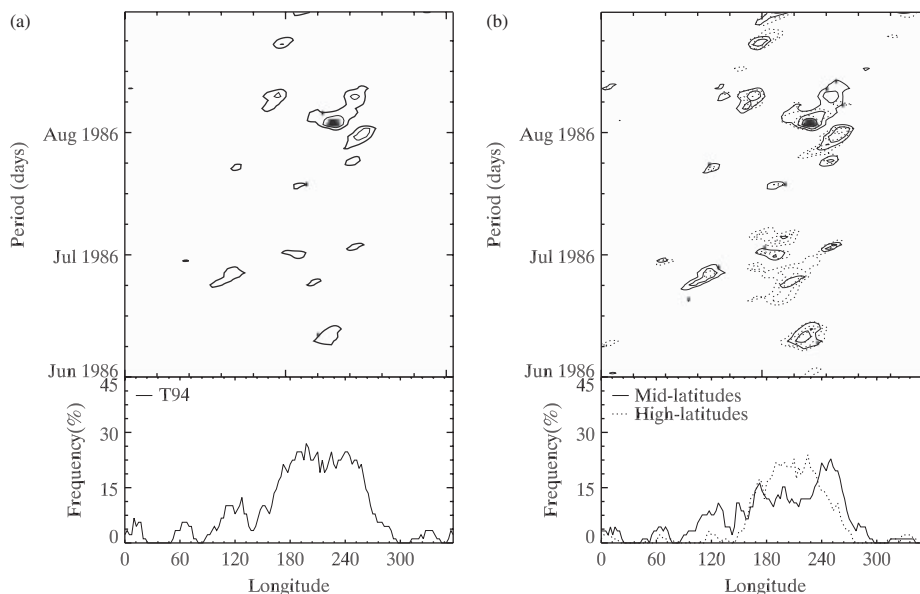 (a)
Period (days)
Aug 1986
Jul 1986
Jun 1986
45
30
15
0
Frequency(%)
T94
0 60 120 180 240 300
Longitude
(b)
Period (days)
Aug 1986
Jul 1986
Jun 1986
45
30
15
0
Frequency(%)
Mid-latitudes
High-latitudes
0 60 120 180 240 300
Longitude